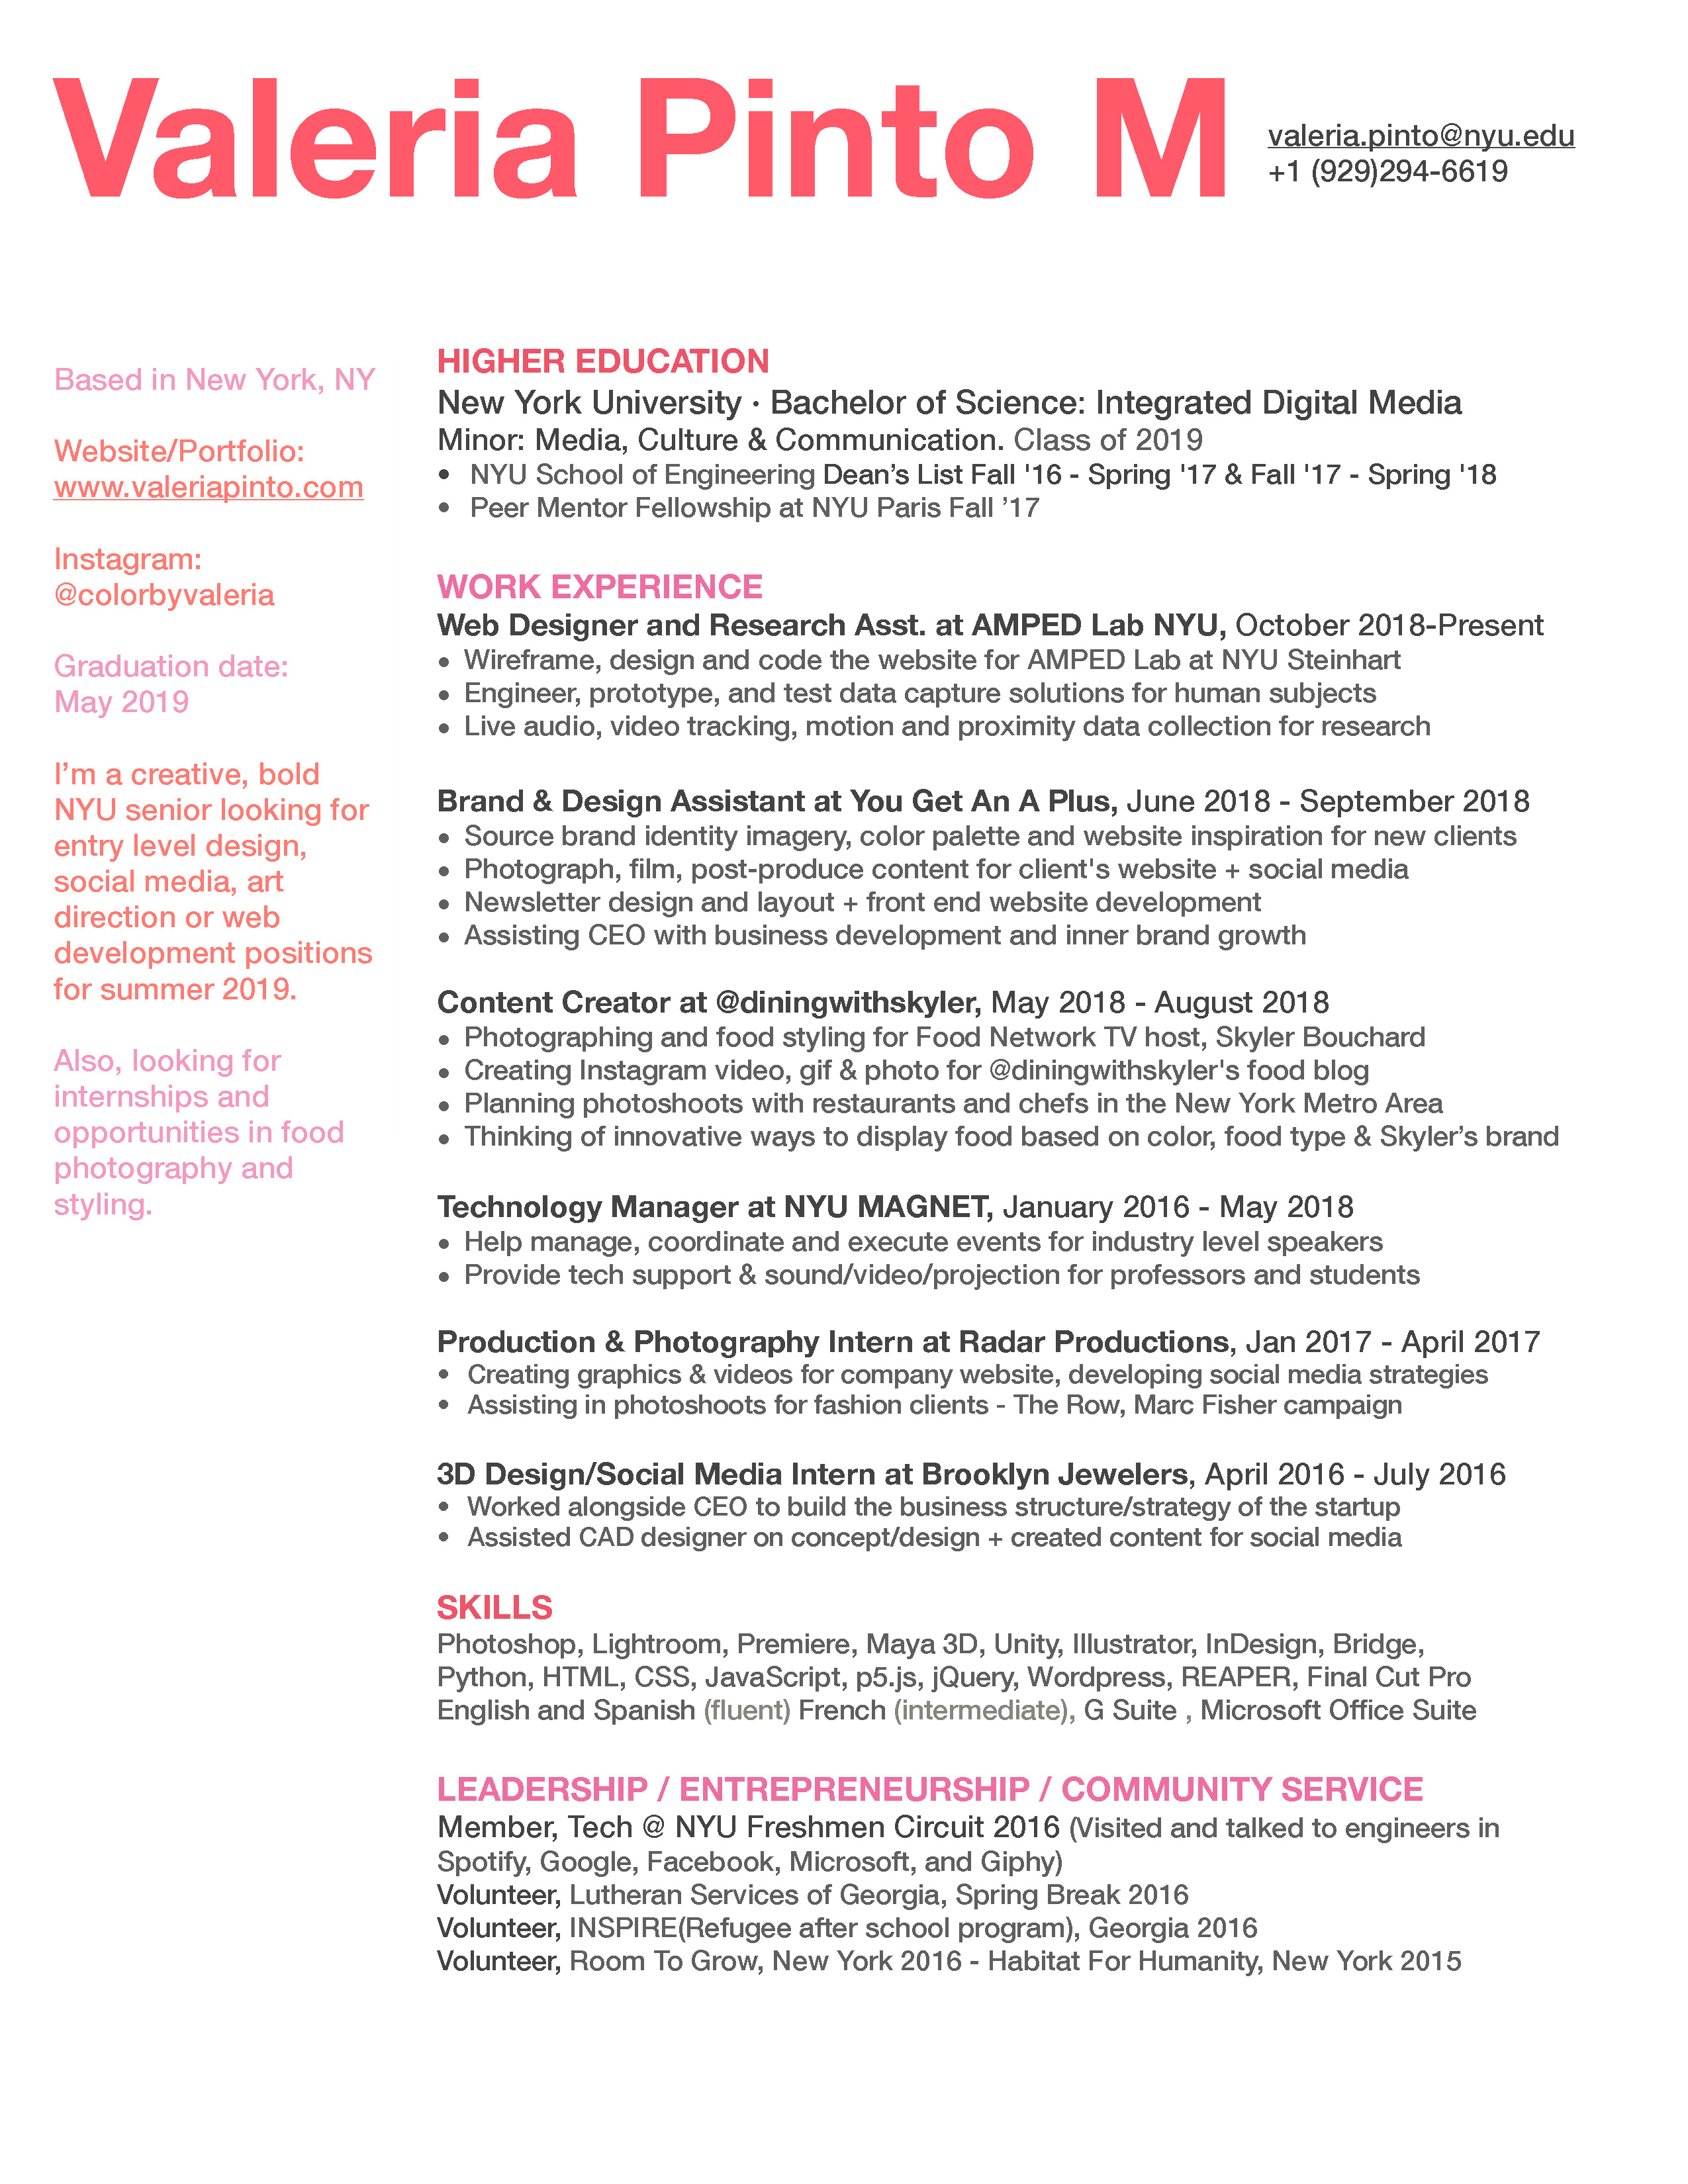 Valeria Pinto M
valeria.pinto@nyu.edu
+1 (929)294-6619
Based in New York, NY
Website/Portfolio:
www.valeriapinto.com
Instagram:
@colorbyvaleria
Graduation date:
May 2019
I’m a creative, bold
NYU senior looking for
entry level design,
social media, art
direction or web
development positions
for summer 2019.
Also, looking for
internships and
opportunities in food
photography and
styling.
HIGHER EDUCATION
New York University · Bachelor of Science: Integrated Digital Media
Minor: Media, Culture & Communication. Class of 2019
• NYU School of Engineering Dean’s List Fall '16 - Spring '17 & Fall '17 - Spring '18
• Peer Mentor Fellowship at NYU Paris Fall ’17
WORK EXPERIENCE
Web Designer and Research Asst. at AMPED Lab NYU, October 2018-Present
• Wireframe, design and code the website for AMPED Lab at NYU Steinhart
• Engineer, prototype, and test data capture solutions for human subjects
• Live audio, video tracking, motion and proximity data collection for research
Brand & Design Assistant at You Get An A Plus, June 2018 - September 2018
• Source brand identity imagery, color palette and website inspiration for new clients
• Photograph, film, post-produce content for client's website + social media
• Newsletter design and layout + front end website development
• Assisting CEO with business development and inner brand growth
Content Creator at @diningwithskyler, May 2018 - August 2018
• Photographing and food styling for Food Network TV host, Skyler Bouchard
• Creating Instagram video, gif & photo for @diningwithskyler's food blog
• Planning photoshoots with restaurants and chefs in the New York Metro Area
• Thinking of innovative ways to display food based on color, food type & Skyler’s brand
Technology Manager at NYU MAGNET, January 2016 - May 2018
• Help manage, coordinate and execute events for industry level speakers
• Provide tech support & sound/video/projection for professors and students
Production & Photography Intern at Radar Productions, Jan 2017 - April 2017
• Creating graphics & videos for company website, developing social media strategies
• Assisting in photoshoots for fashion clients - The Row, Marc Fisher campaign
3D Design/Social Media Intern at Brooklyn Jewelers, April 2016 - July 2016
• Worked alongside CEO to build the business structure/strategy of the startup
• Assisted CAD designer on concept/design + created content for social media
SKILLS
Photoshop, Lightroom, Premiere, Maya 3D, Unity, Illustrator, InDesign, Bridge,
Python, HTML, CSS, JavaScript, p5.js, jQuery, Wordpress, REAPER, Final Cut Pro
English and Spanish (fluent) French (intermediate), G Suite , Microsoft Office Suite
LEADERSHIP / ENTREPRENEURSHIP / COMMUNITY SERVICE
Member, Tech @ NYU Freshmen Circuit 2016 (Visited and talked to engineers in
Spotify, Google, Facebook, Microsoft, and Giphy)
Volunteer, Lutheran Services of Georgia, Spring Break 2016
Volunteer, INSPIRE(Refugee after school program), Georgia 2016
Volunteer, Room To Grow, New York 2016 - Habitat For Humanity, New York 2015